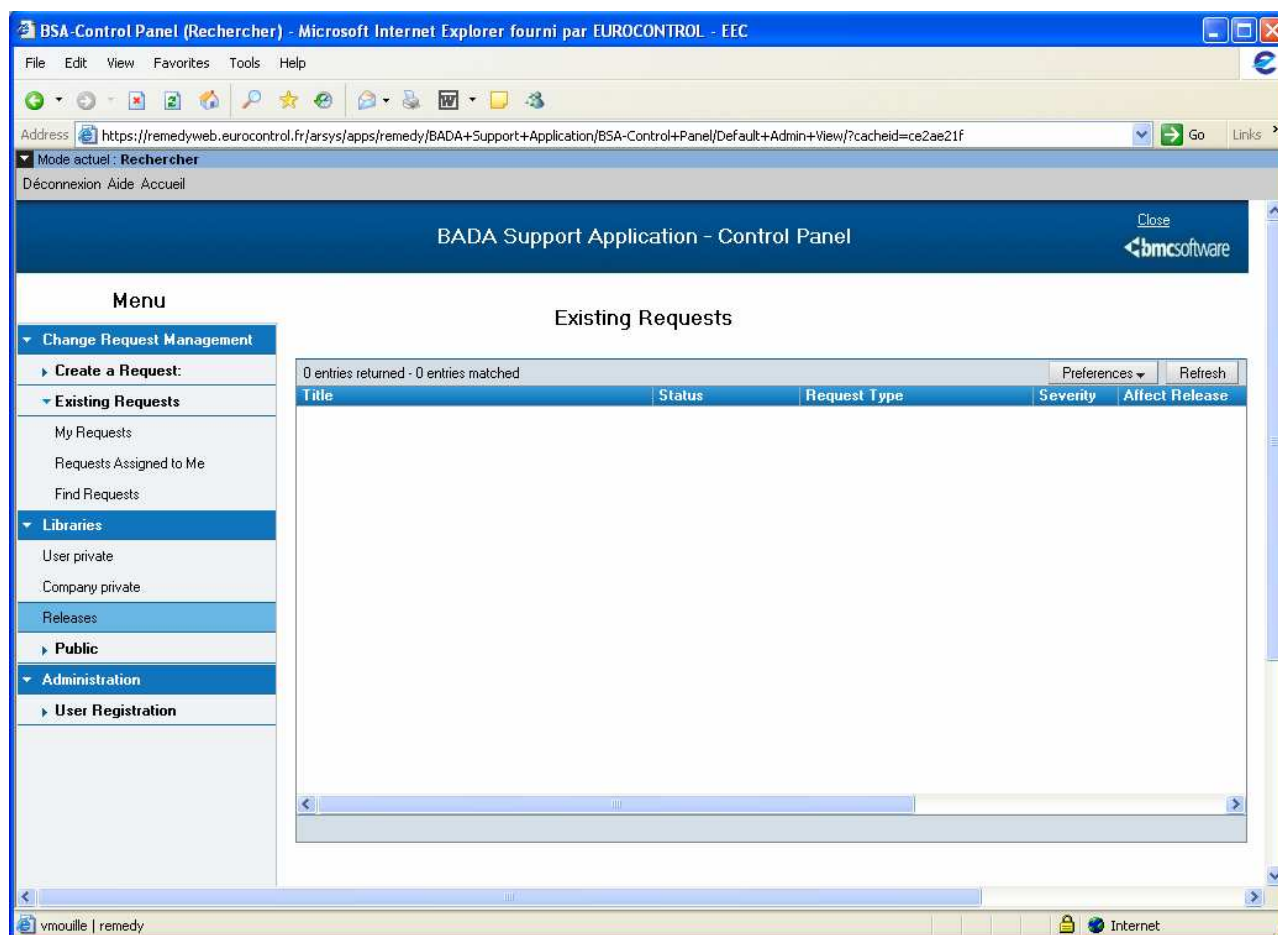 BSA-Control Panel (Rechercher) - Microsoft Internet Explorer fourni par EUROCONTROL - EEC
File Edit View Favorites Tools Help
Address https://remedyweb.eurocontrol.fr/arsys/apps/remedy/BADA+Support+Application/BSA-Control+Panel/Default+Admin+View/?cacheid=ce2ae21f Go Links
Mode actuel : Rechercher
Déconnexion Aide Accueil
BADA Support Application - Control Panel
Close
bmcsoftware
Menu
Change Request Management
Create a Request:
Existing Requests
My Requests
Requests Assigned to Me
Find Requests
Libraries
User private
Company private
Releases
Public
Administration
User Registration
Existing Requests
0 entries returned - 0 entries matched Preferences Refresh
Title Status Request Type Severity Affect Release
vmouille | remedy Internet